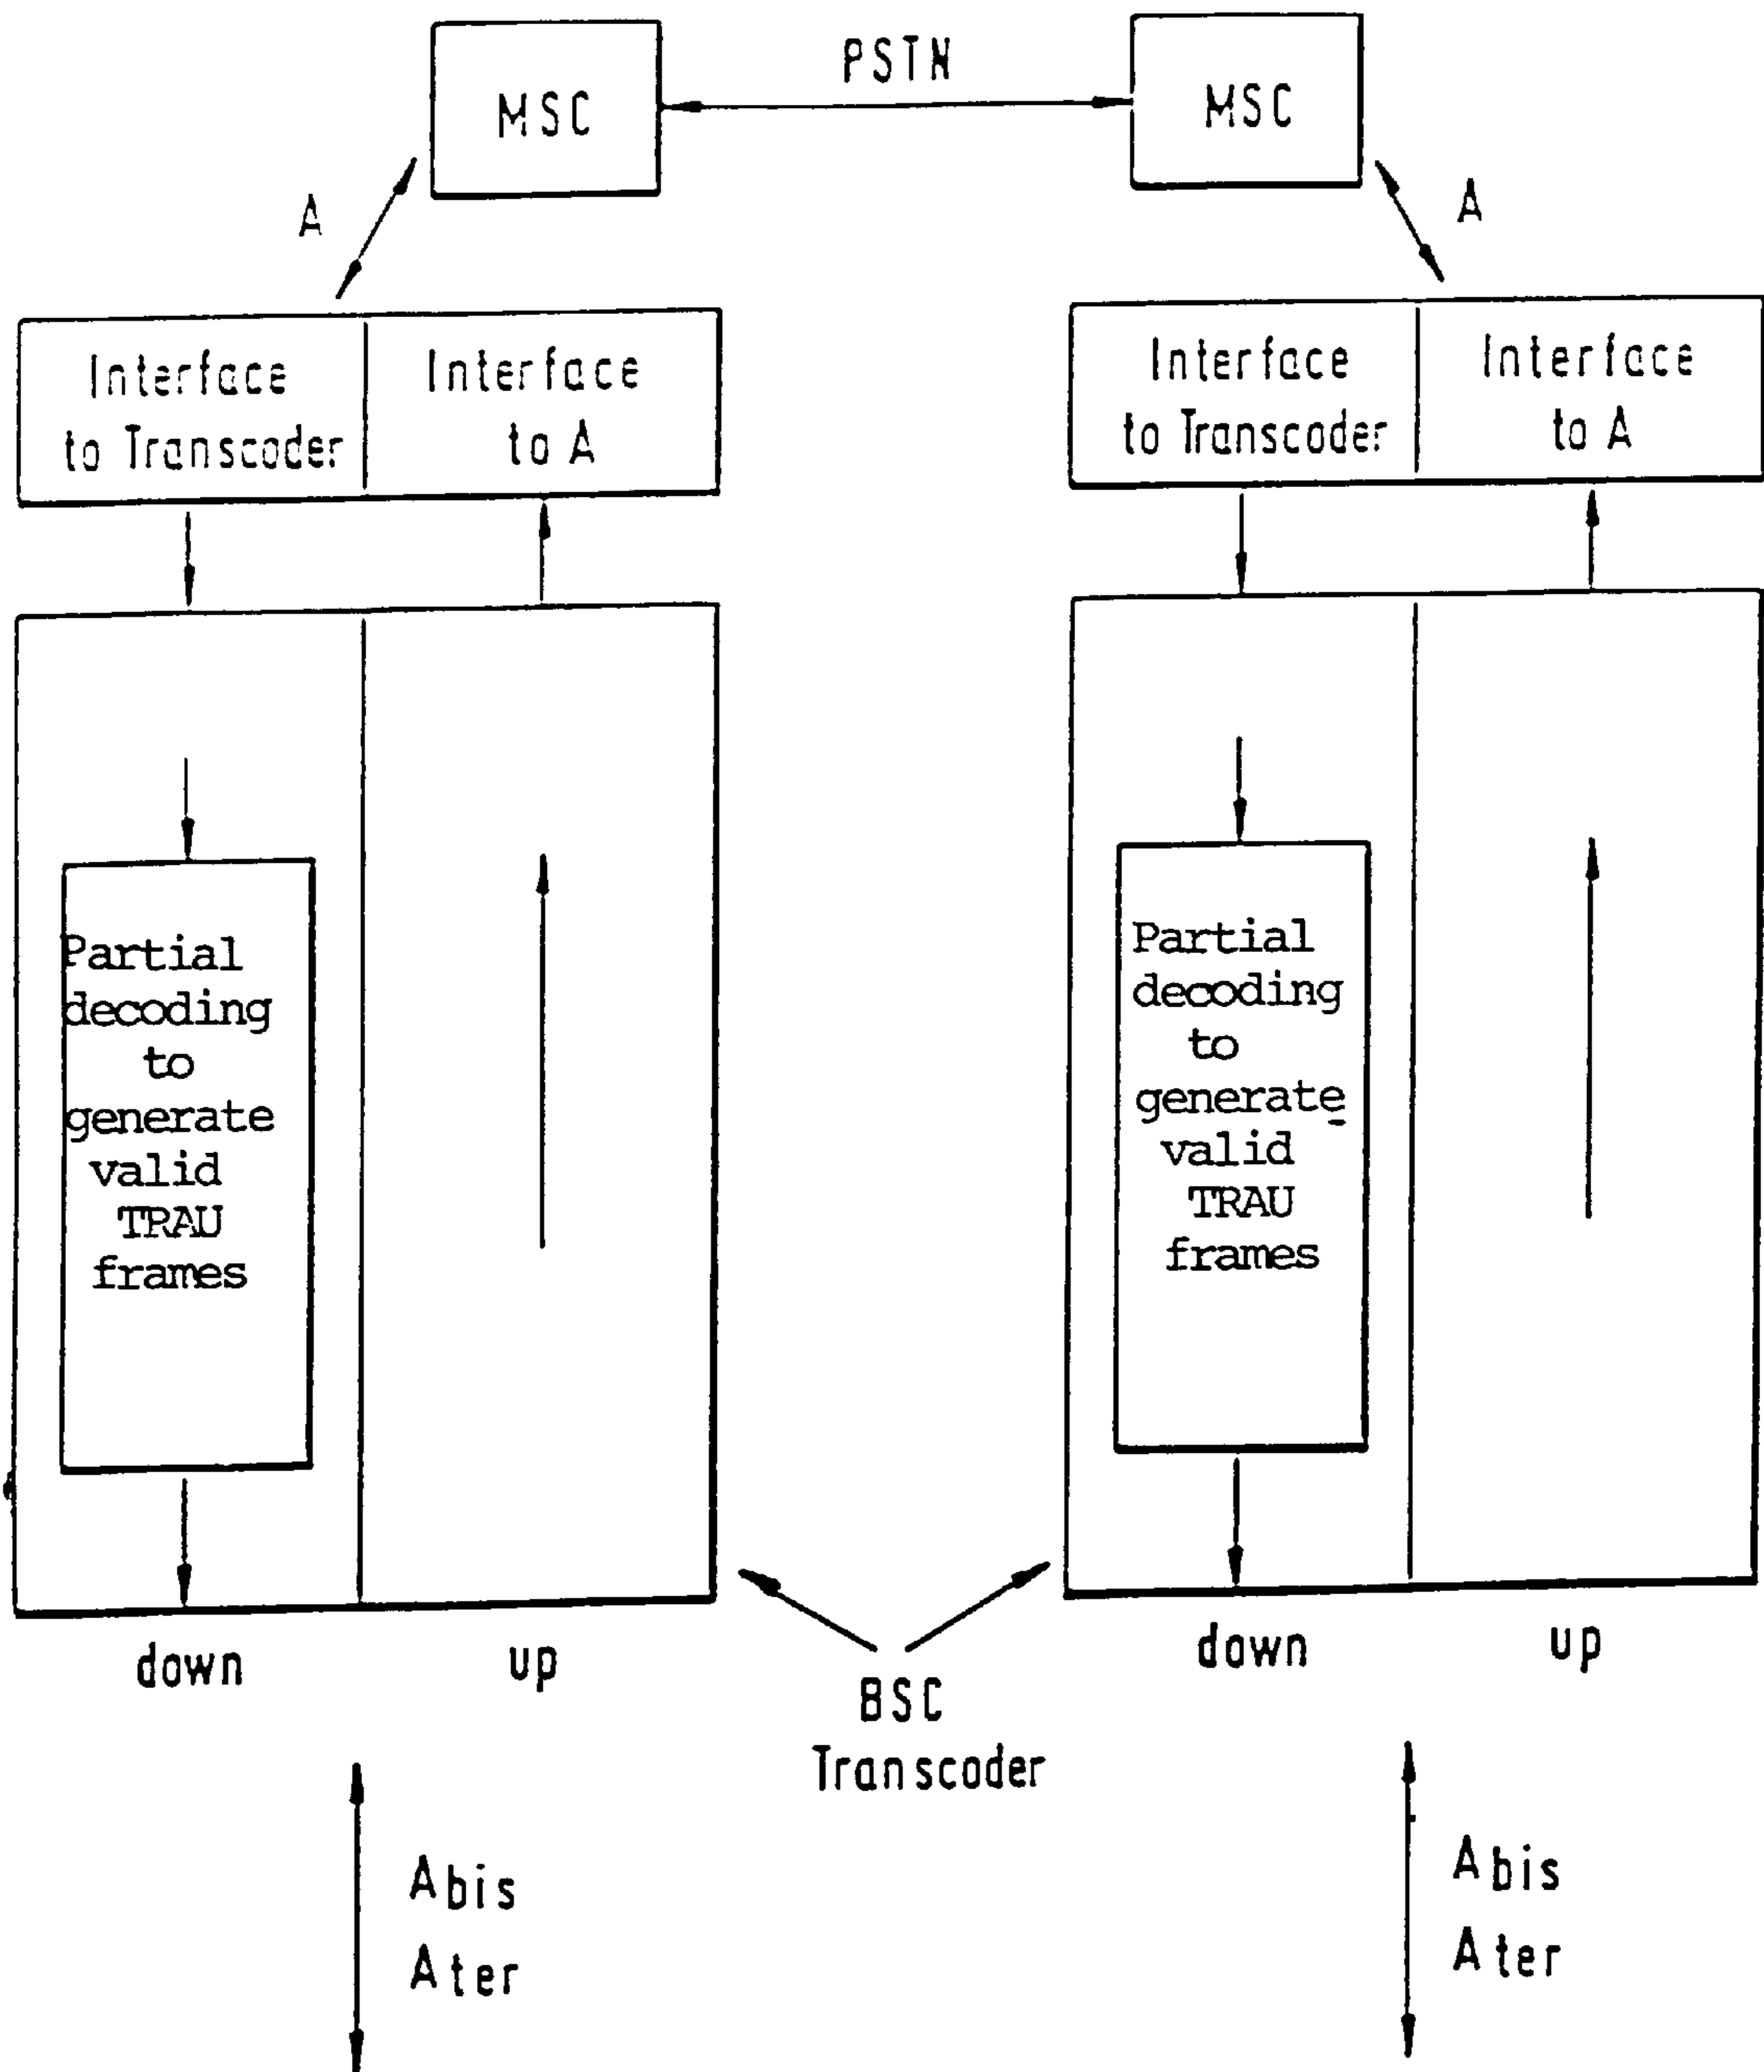 PSTN
MSC
MSC
A
A
Interface
to Transcoder
Interface
to A
Interface
to Transcoder
Interface
to A
Partial
decoding
to
generate
valid
TRAU
frames
Partial
decoding
to
generate
valid
TRAU
frames
down
up
down
up
BSC
Transcoder
Abis
Ater
Abis
Ater